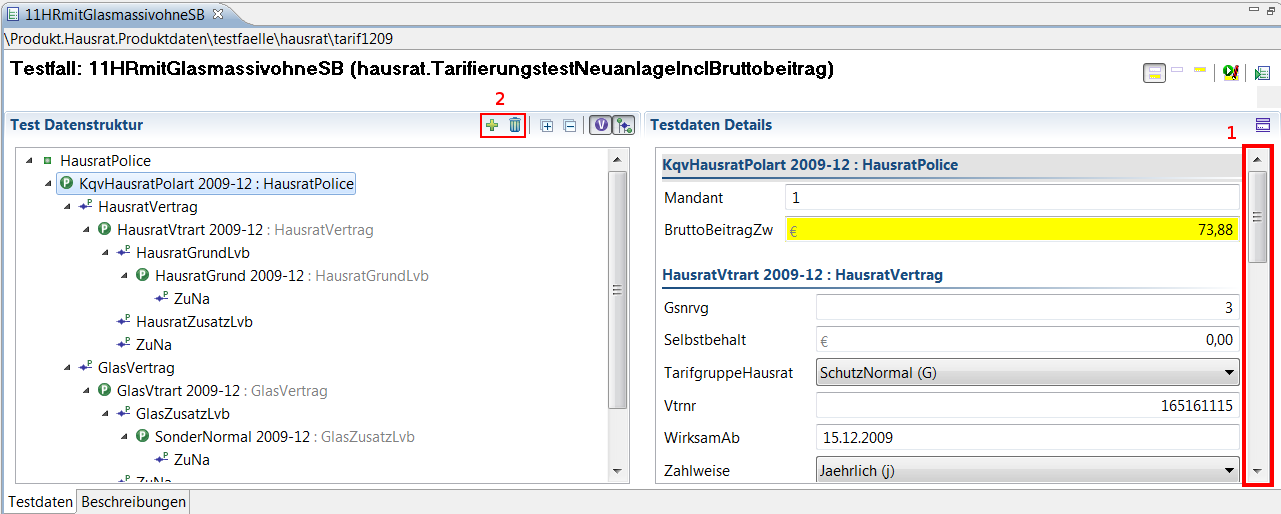 11HRmitGlasmassivohneSB
\Produkt.Hausrat.Produktdaten\testfaelle\hausrat\tarif1209
Testfall: 11HRmitGlasmassivohneSB (hausrat.TarifierungstestNeuanlageInclBruttobeitrag)
2
Test Datenstruktur
HausratPolice
KqvHausratPolart 2009-12 : HausratPolice
HausratVertrag
HausratVtrart 2009-12 : HausratVertrag
HausratGrundLvb
HausratGrund 2009-12 : HausratGrundLvb
ZuNa
HausratZusatzLvb
ZuNa
GlasVertrag
GlasVtrart 2009-12 : GlasVertrag
GlasZusatzLvb
SonderNormal 2009-12 : GlasZusatzLvb
ZuNa
ZuNa
Testdaten Details
1
KqvHausratPolart 2009-12 : HausratPolice
Mandant 1
BruttoBeitragZw € 73,88
HausratVtrart 2009-12 : HausratVertrag
Gsnrvg 3
Selbstbehalt € 0,00
TarifgruppeHausrat SchutzNormal (G)
Vtrnr 165161115
WirksamAb 15.12.2009
Zahlweise Jaehrlich (j)
Testdaten Beschreibungen